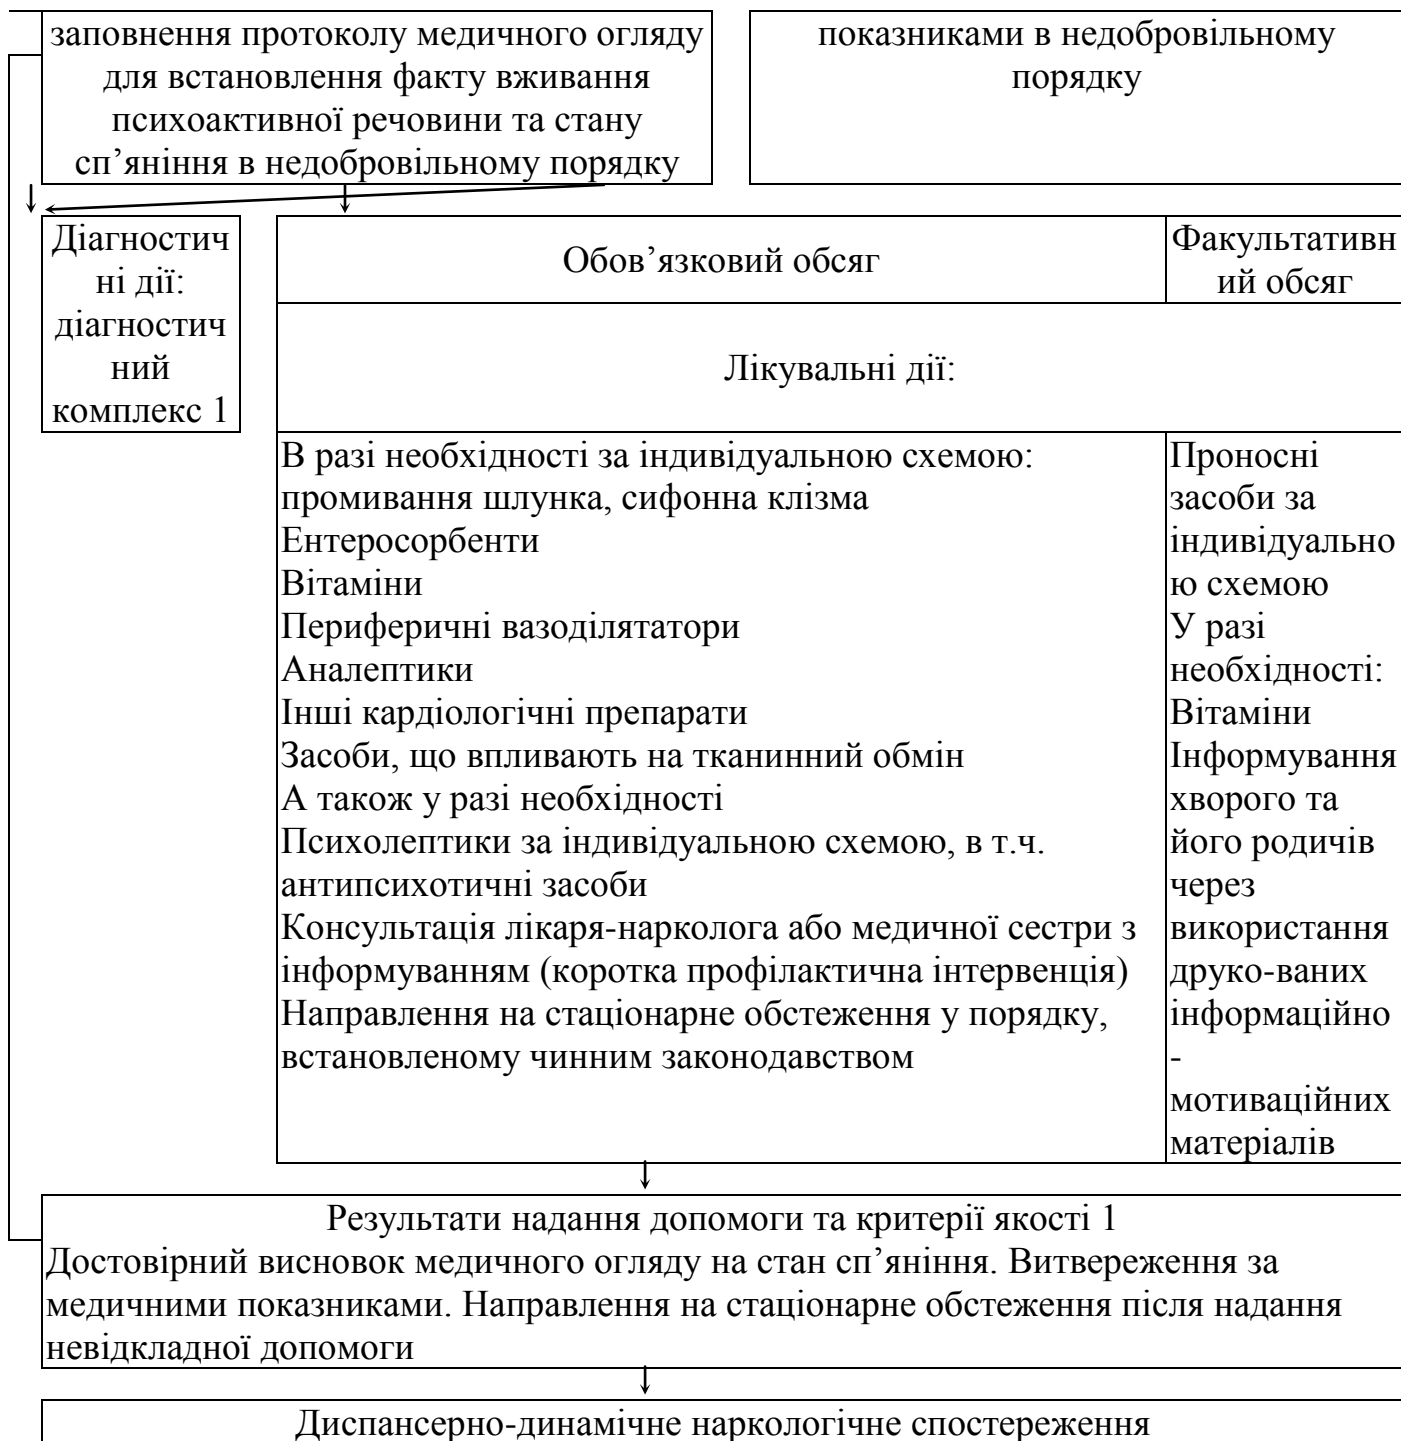 заповнення протоколу медичного огляду
для встановлення факту вживання
психоактивної речовини та стану
сп’яніння в недобровільному порядку
показниками в недобровільному
порядку
Діагностич
ні дії:
діагностич
ний
комплекс 1
Обов’язковий обсяг
Факультативн
ий обсяг
Лікувальні дії:
В разі необхідності за індивідуальною схемою:
промивання шлунка, сифонна клізма
Ентеросорбенти
Вітаміни
Периферичні вазоділятатори
Аналептики
Інші кардіологічні препарати
Засоби, що впливають на тканинний обмін
А також у разі необхідності
Психолептики за індивідуальною схемою, в т.ч.
антипсихотичні засоби
Консультація лікаря-нарколога або медичної сестри з
інформуванням (коротка профілактична інтервенція)
Направлення на стаціонарне обстеження у порядку,
встановленому чинним законодавством
Проносні
засоби за
індивідуально
ю схемою
У разі
необхідності:
Вітаміни
Інформування
хворого та
його родичів
через
використання
друко-ваних
інформаційно
-
мотиваційних
матеріалів
Результати надання допомоги та критерії якості 1
Достовірний висновок медичного огляду на стан сп’яніння. Витвереження за
медичними показниками. Направлення на стаціонарне обстеження після надання
невідкладної допомоги
Диспансерно-динамічне наркологічне спостереження